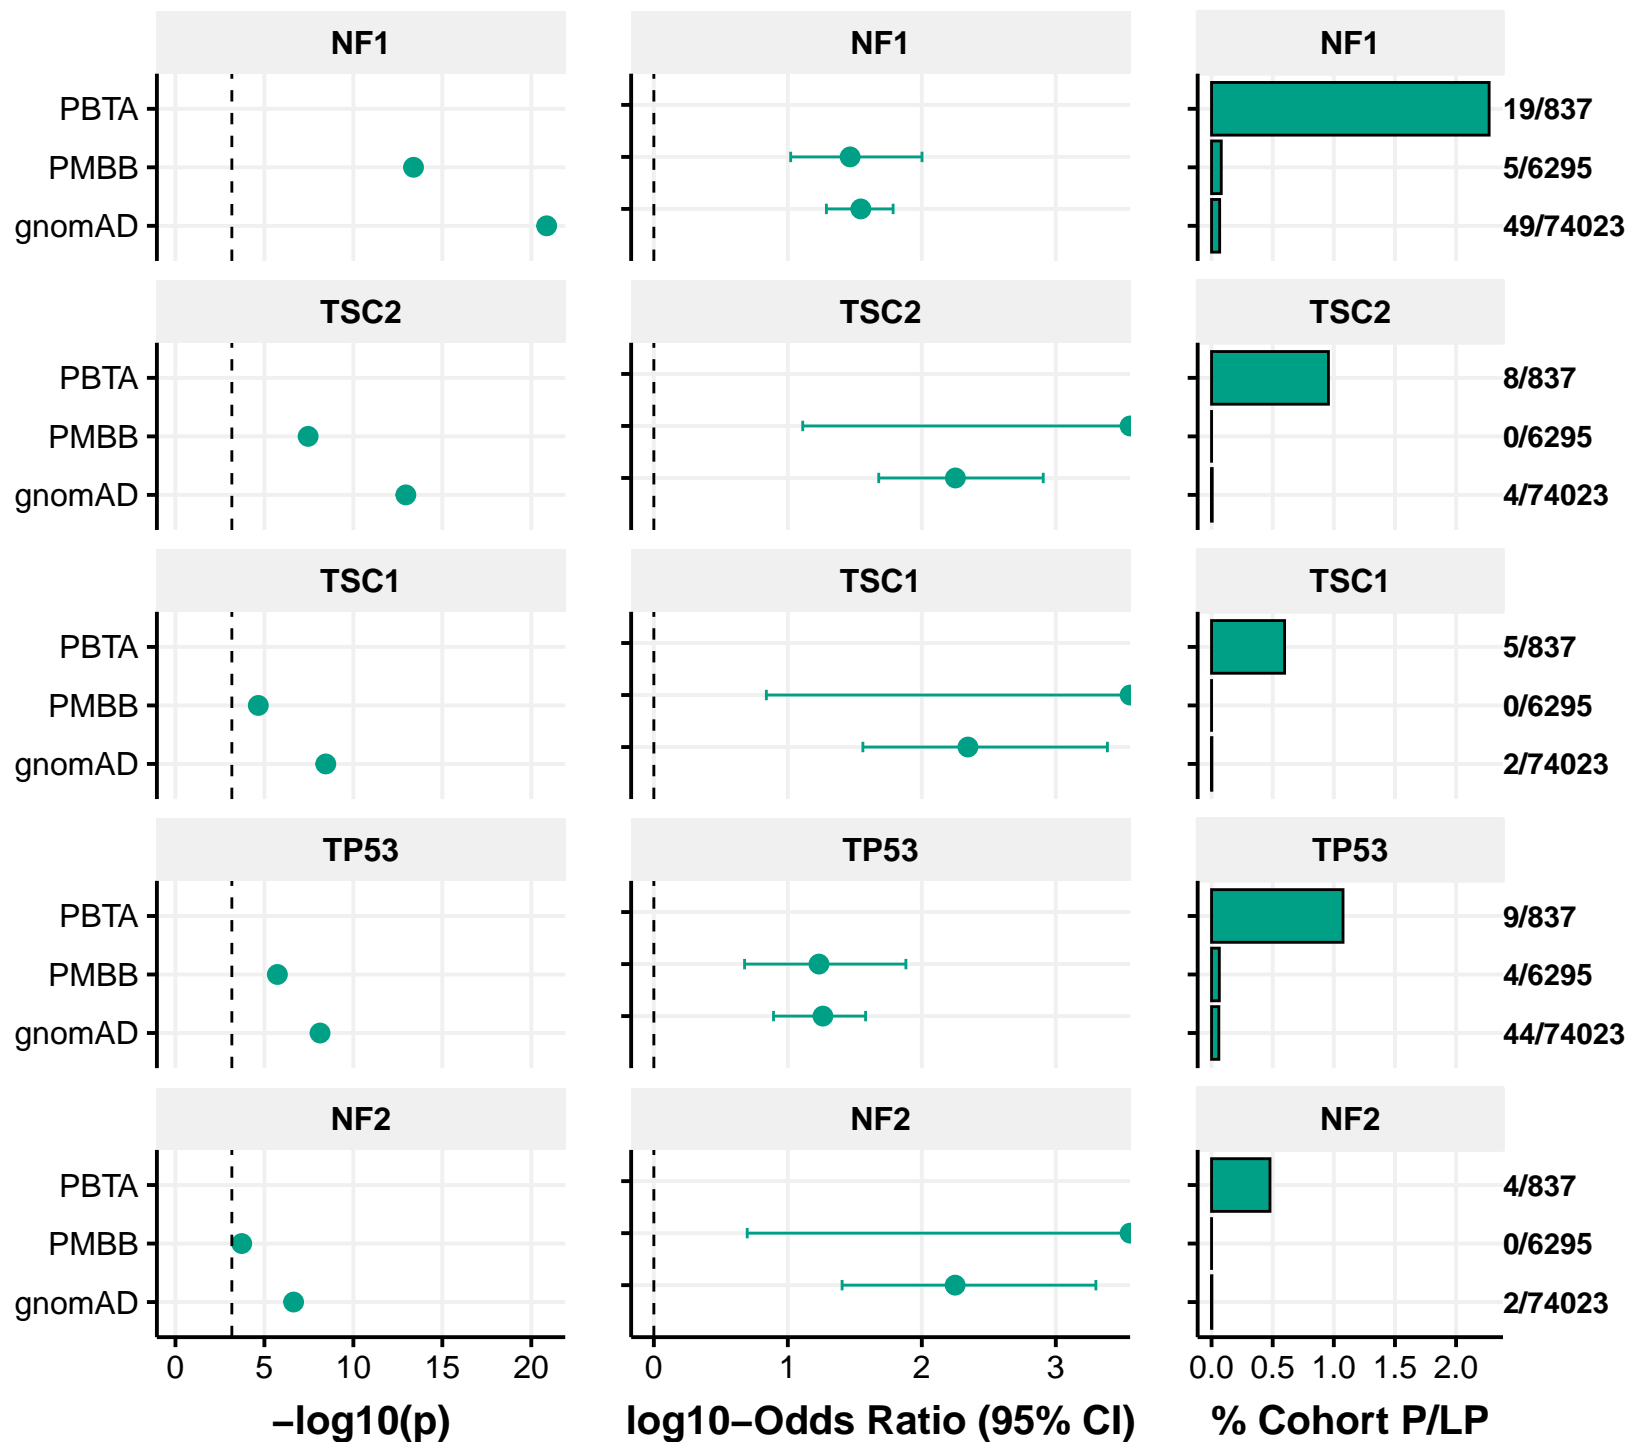 NF1 NF1 NF1
PBTA 19/837
PMBB 5/6295
gnomAD 49/74023
TSC2 TSC2 TSC2
PBTA 8/837
PMBB 0/6295
gnomAD 4/74023
TSC1 TSC1 TSC1
PBTA 5/837
PMBB 0/6295
gnomAD 2/74023
TP53 TP53 TP53
PBTA 9/837
PMBB 4/6295
gnomAD 44/74023
NF2 NF2 NF2
PBTA 4/837
PMBB 0/6295
gnomAD 2/74023
0 5 10 15 20 0 1 2 3 0.0 0.5 1.0 1.5 2.0
−log10(p) log10−Odds Ratio (95% CI) % Cohort P/LP